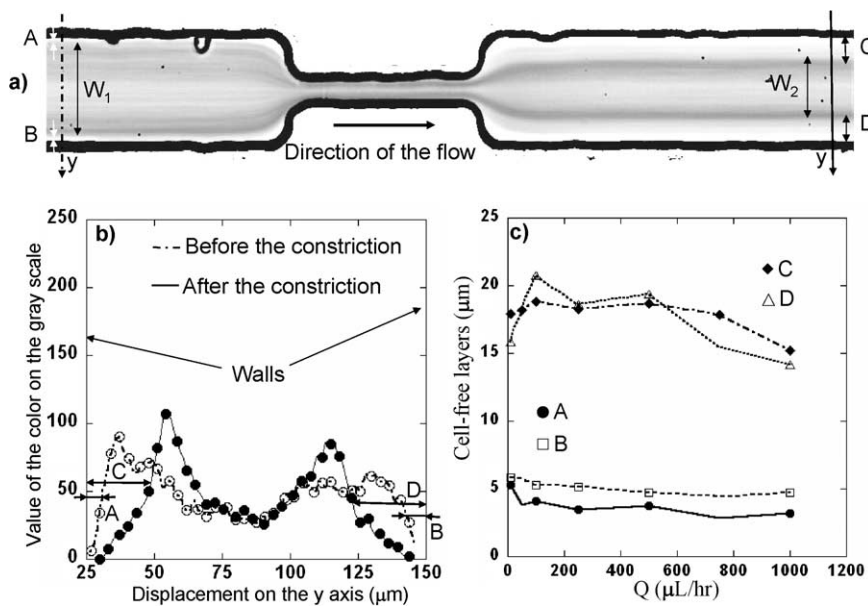 A
C
a)
W₁
W₂
B
D
Direction of the flow
y
y
b)
Before the constriction
After the constriction
Walls
C
D
A
B
Value of the color on the gray scale
250
200
150
100
50
0
25
50
75
100
125
150
Displacement on the y axis (μm)
c)
C
D
A
B
Cell-free layers (μm)
25
20
15
10
5
0
0
200
400
600
800
1000
1200
Q (μL/hr)